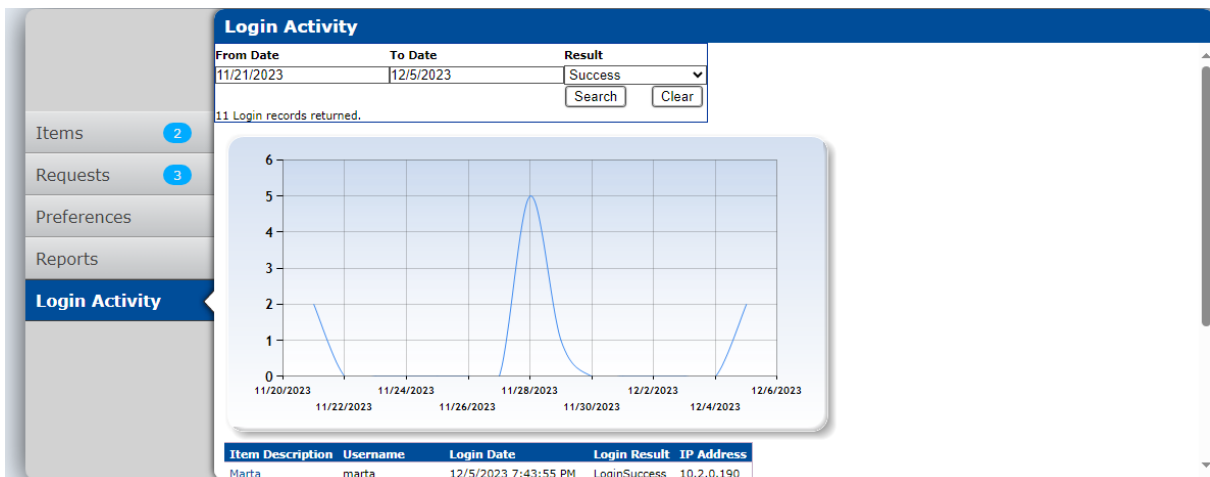 Login Activity
From Date To Date Result
11/21/2023 12/5/2023 Success
Search Clear
11 Login records returned.
Items 2
Requests 3
Preferences
Reports
Login Activity
6
5
4
3
2
1
0
11/20/2023 11/24/2023 11/28/2023 12/2/2023 12/6/2023
11/22/2023 11/26/2023 11/30/2023 12/4/2023
Item Description Username Login Date Login Result IP Address
Marta marta 12/5/2023 7:43:55 PM LoginSuccess 10.2.0.190